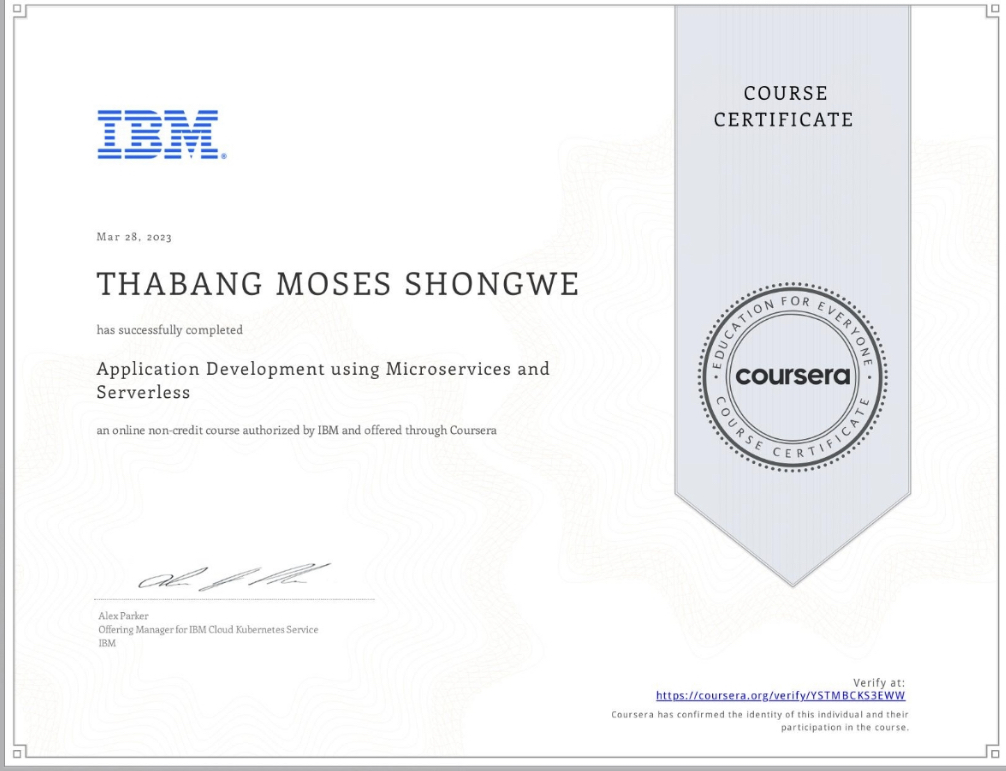 COURSE
CERTIFICATE
IBM®
Mar 28, 2023
THABANG MOSES SHONGWE
has successfully completed
Application Development using Microservices and
Serverless
an online non-credit course authorized by IBM and offered through Coursera
EDUCATION FOR EVERYONE
coursera
COURSE CERTIFICATE
Alex Parker
Offering Manager for IBM Cloud Kubernetes Service
IBM
Verify at:
https://coursera.org/verify/YSTMBCKS3EWW
Coursera has confirmed the identity of this individual and their
participation in the course.